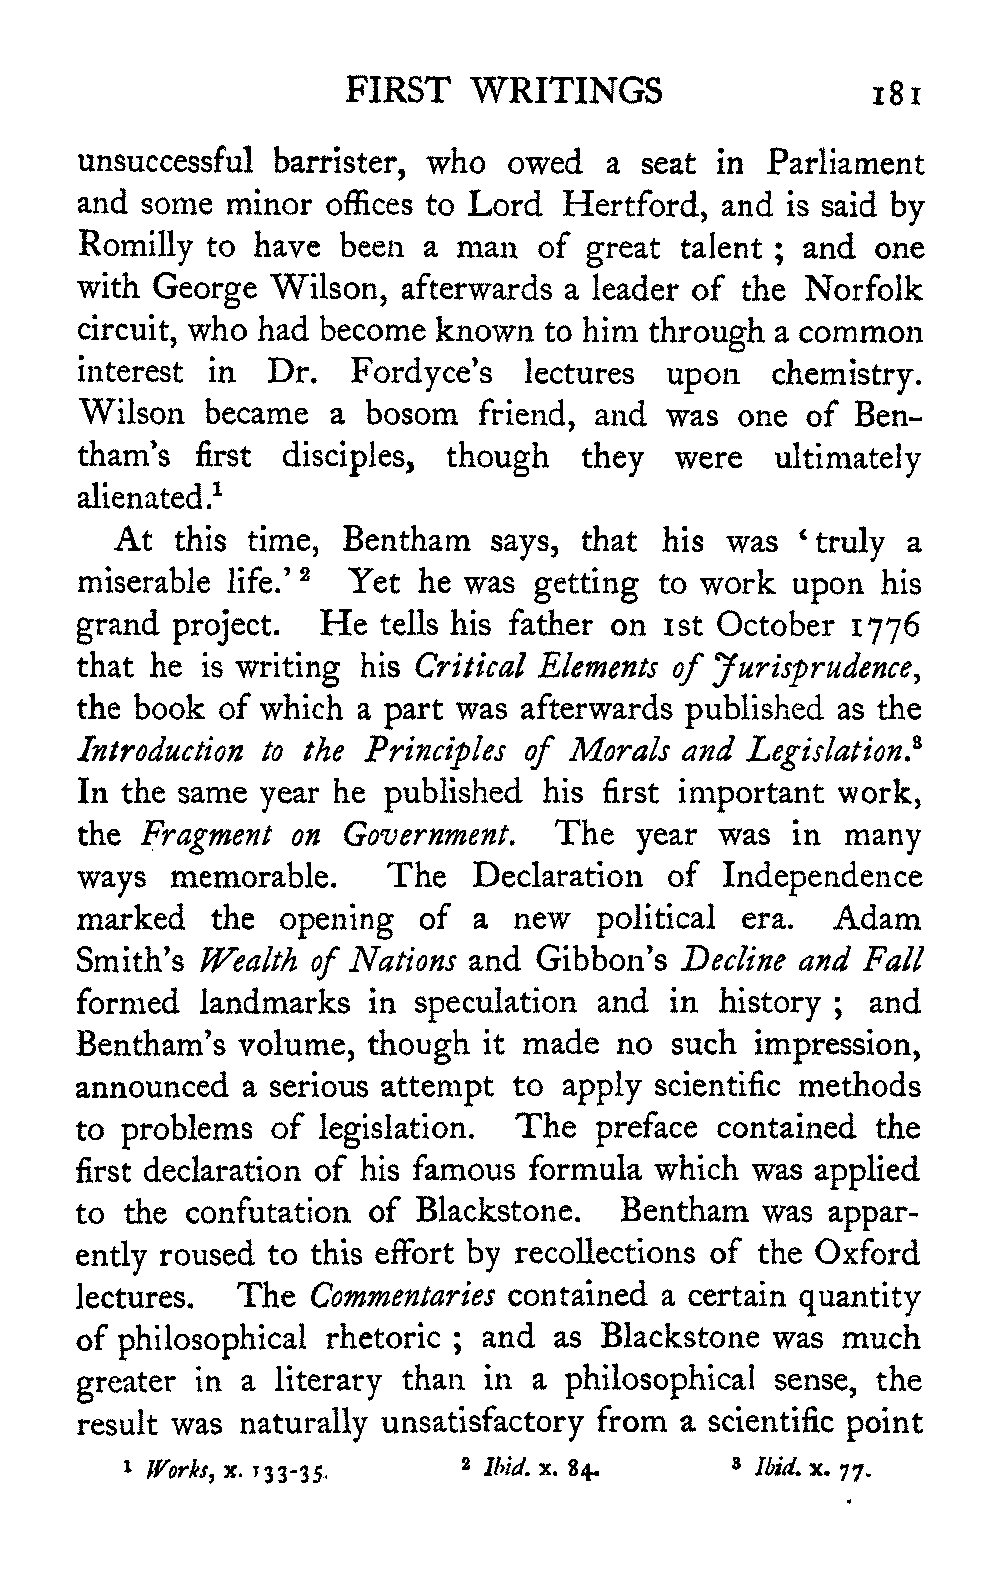 FIRST WRITINGS 181
unsuccessful barrister, who owed a seat in Parliament
and some minor offices to Lord Hertford, and is said by
Romilly to have been a man of great talent ; and one
with George Wilson, afterwards a leader of the Norfolk
circuit, who had become known to him through a common
interest in Dr. Fordyce's lectures upon chemistry.
Wilson became a bosom friend, and was one of Ben-
tham's first disciples, though they were ultimately
alienated.¹
At this time, Bentham says, that his was ‘truly a
miserable life.’² Yet he was getting to work upon his
grand project. He tells his father on 1st October 1776
that he is writing his Critical Elements of Jurisprudence,
the book of which a part was afterwards published as the
Introduction to the Principles of Morals and Legislation.³
In the same year he published his first important work,
the Fragment on Government. The year was in many
ways memorable. The Declaration of Independence
marked the opening of a new political era. Adam
Smith's Wealth of Nations and Gibbon's Decline and Fall
formed landmarks in speculation and in history ; and
Bentham's volume, though it made no such impression,
announced a serious attempt to apply scientific methods
to problems of legislation. The preface contained the
first declaration of his famous formula which was applied
to the confutation of Blackstone. Bentham was appar-
ently roused to this effort by recollections of the Oxford
lectures. The Commentaries contained a certain quantity
of philosophical rhetoric ; and as Blackstone was much
greater in a literary than in a philosophical sense, the
result was naturally unsatisfactory from a scientific point
¹ Works, x. 133-35. ² Ibid. x. 84. ³ Ibid. x. 77.